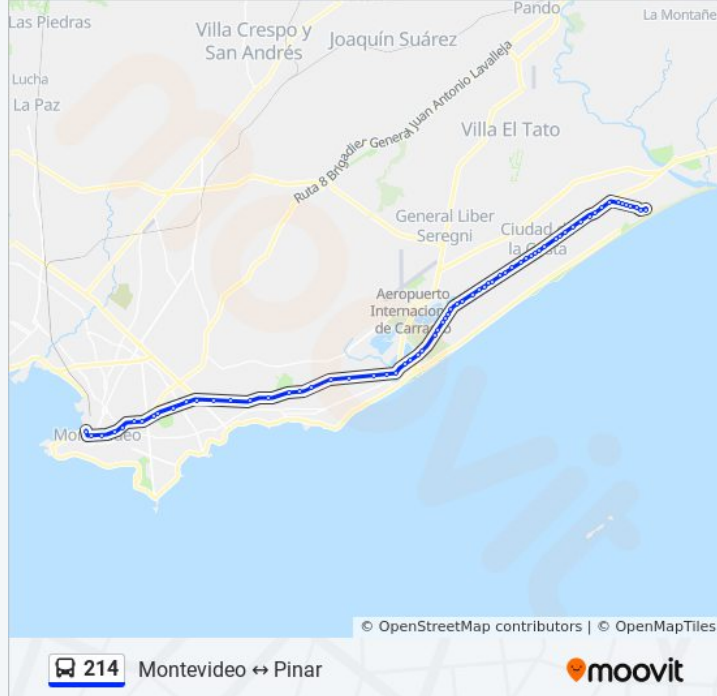 Las Piedras
Pando
La Montañe
Villa Crespo y
San Andrés
Joaquín Suárez
Lucha
La Paz
Ruta 8 Brigadier General Juan Antonio Lavalleja
Villa El Tato
General Liber
Seregni
Ciudad de
la Costa
Aeropuerto
Internacional
de Carrasco
Montevideo
moovit
© OpenStreetMap contributors | © OpenMapTiles
214 Montevideo ↔ Pinar
moovit